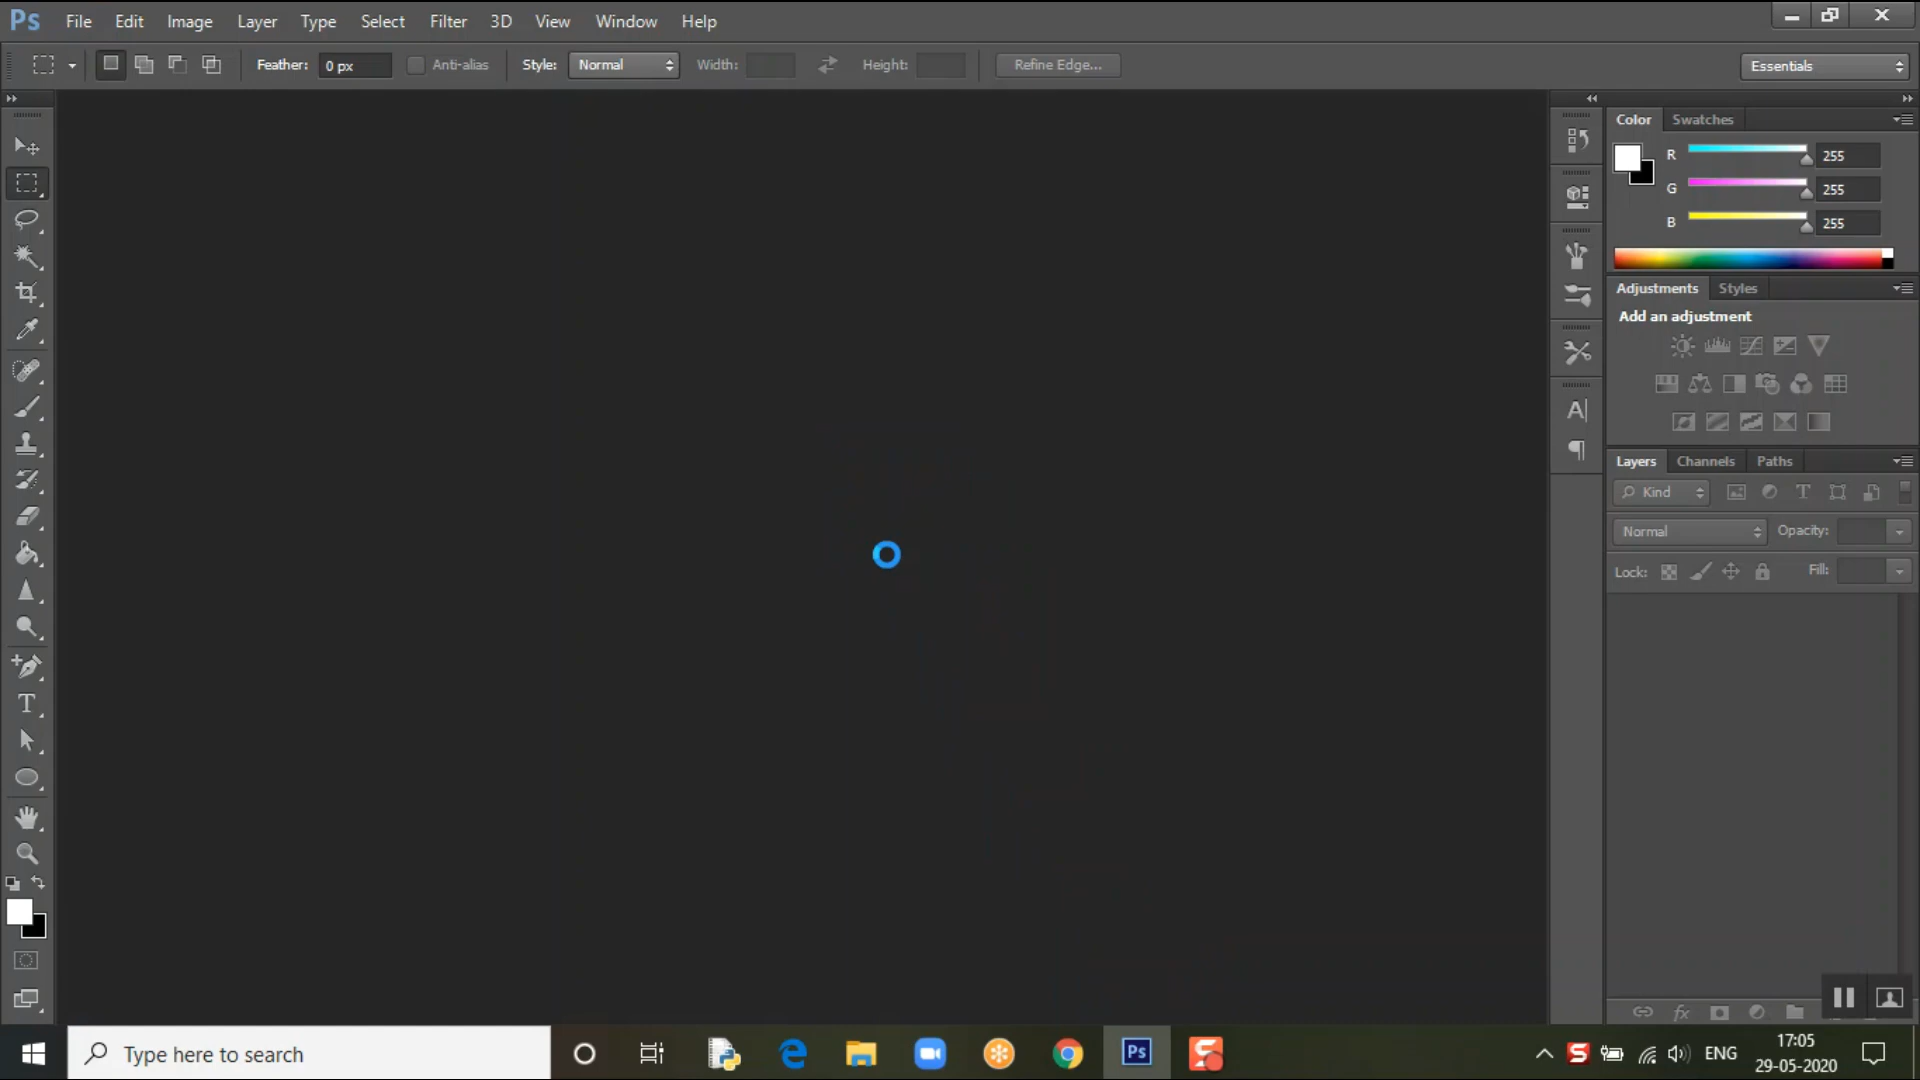 Ps File Edit Image Layer Type Select Filter 3D View Window Help
Feather: 0 px Anti-alias Style: Normal Width: Height: Refine Edge... Essentials
Color Swatches
R 255
G 255
B 255
Adjustments Styles
Add an adjustment
Layers Channels Paths
Kind
Normal Opacity:
Lock: Fill:
Type here to search
Ps
ENG
17:05
29-05-2020